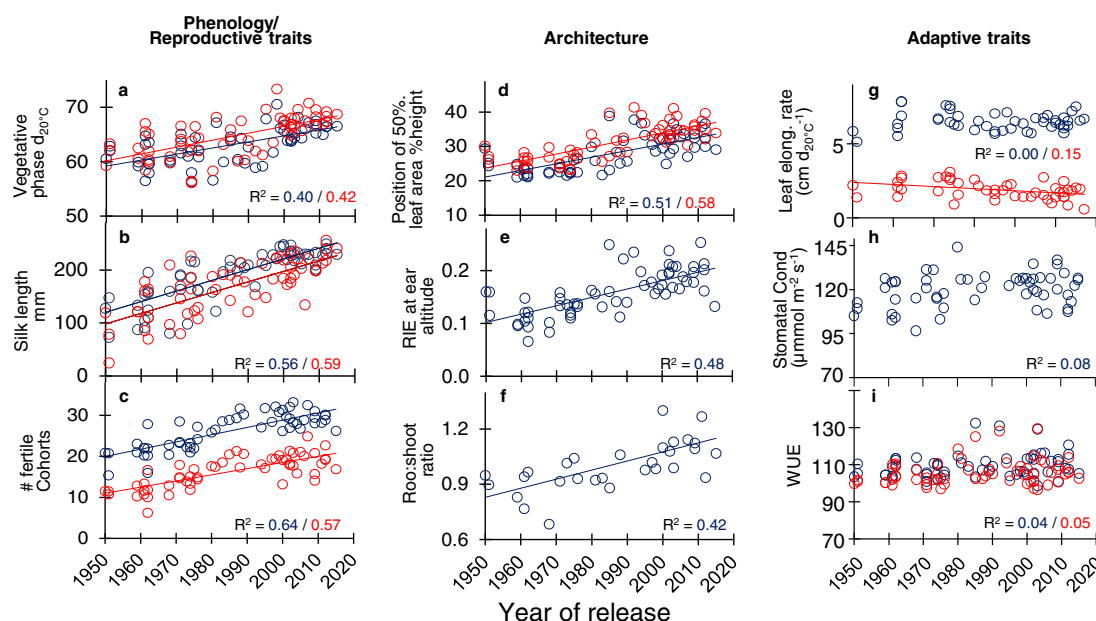 Phenology/
Reproductive traits
Architecture
Adaptive traits
a
Vegetative
phase d20°C
70
60
50
R² = 0.40 / 0.42
b
Silk length
mm
200
100
0
R² = 0.56 / 0.59
c
# fertile
Cohorts
30
20
10
0
R² = 0.64 / 0.57
1950
1960
1970
1980
1990
2000
2010
2020
d
Position of 50%.
leaf area %height
40
30
20
10
R² = 0.51 / 0.58
e
RIE at ear
altitude
0.2
0.1
0.0
R² = 0.48
f
Roo:shoot
ratio
1.2
0.9
0.6
R² = 0.42
1950
1960
1970
1980
1990
2000
2010
2020
g
Leaf elong. rate
(cm d20°C⁻¹)
5
0
R² = 0.00 / 0.15
h
Stomatal Cond
(µmmol m⁻² s⁻¹)
145
120
95
70
R² = 0.08
i
WUE
130
110
90
70
R² = 0.04 / 0.05
1950
1960
1970
1980
1990
2000
2010
2020
Year of release